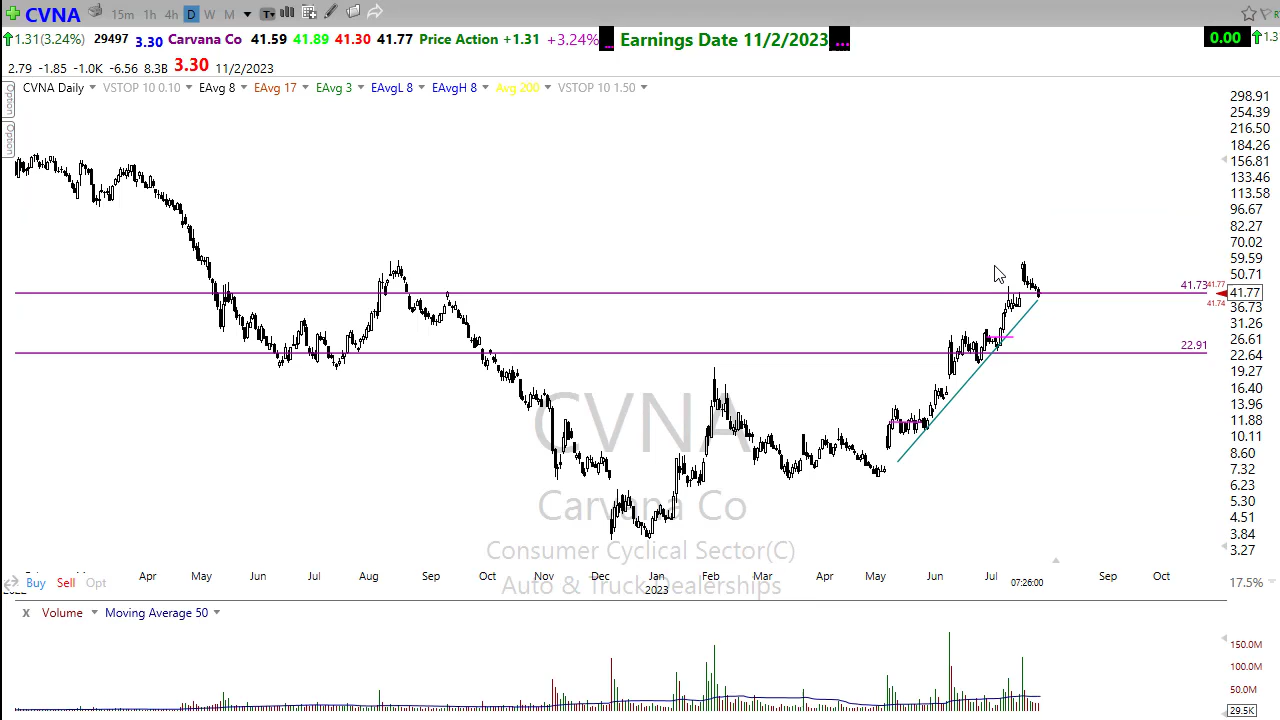 CVNA 15m 1h 4h D W M T
1.31(3.24%) 29497 3.30 Carvana Co 41.59 41.89 41.30 41.77 Price Action +1.31 +3.24% ... Earnings Date 11/2/2023 ... 0.00 1.3
2.79 -1.85 -1.0K -6.56 8.3B 3.30 11/2/2023
CVNA Daily VSTOP 10 0.10 EAvg 8 EAvg 17 EAvg 3 EAvgL 8 EAvgH 8 Avg 200 VSTOP 10 1.50
Option
Option
298.91
254.39
216.50
184.26
156.81
133.46
113.58
96.67
82.27
70.02
59.59
50.71
41.73 41.77
41.77
41.74
36.73
31.26
26.61
22.91
22.64
19.27
16.40
13.96
11.88
10.11
8.60
7.32
6.23
5.30
4.51
3.84
3.27
CVNA
Carvana Co
Consumer Cyclical Sector(C)
Auto & Truck Dealerships
Apr May Jun Jul Aug Sep Oct Nov Dec Jan Feb Mar Apr May Jun Jul Sep Oct
2023
07:26:00
Buy Sell Opt
17.5%
X Volume Moving Average 50
150.0M
100.0M
50.0M
29.5K